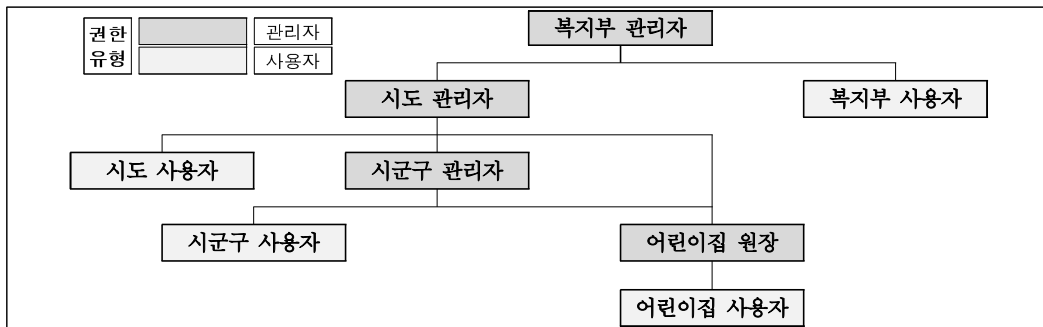 권한 관리자
유형 사용자
복지부 관리자
시도 관리자
복지부 사용자
시도 사용자
시군구 관리자
시군구 사용자
어린이집 원장
어린이집 사용자